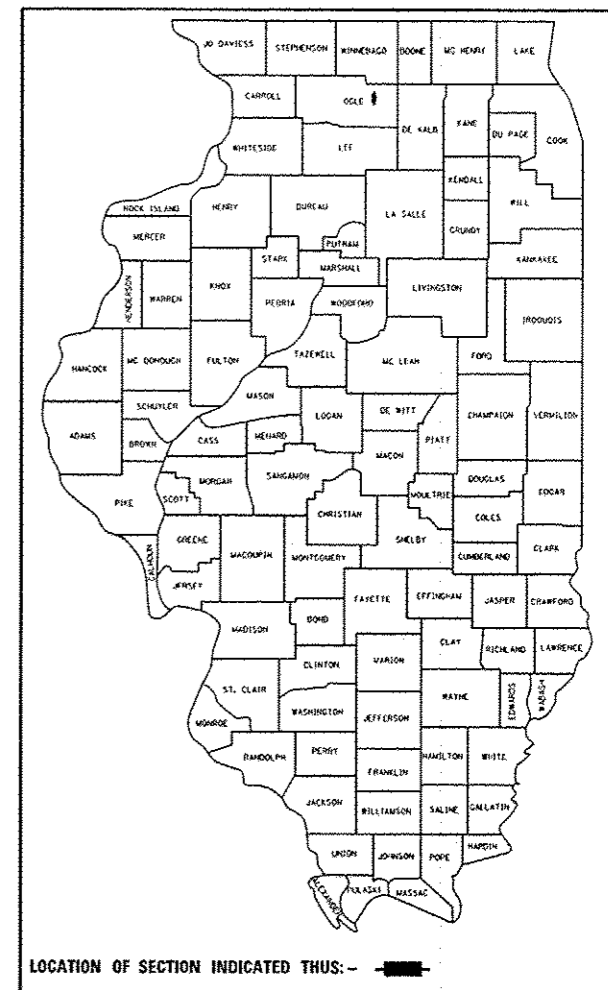 JO DAVIESS STEPHENSON WINNEBAGO BOONE MC HENRY LAKE
CARROLL OGLE DE KALB KANE DU PAGE COOK
WHITESIDE LEE
KENDALL WILL
ROCK ISLAND HENRY BUREAU LA SALLE GRUNDY
MERCER PUTNAM KANKAKEE
STARK MARSHALL
HENDERSON WARREN KNOX PEORIA WOODFORD LIVINGSTON IROQUOIS
HANCOCK MC DONOUGH FULTON TAZEWELL MC LEAN FORD
SCHUYLER MASON LOGAN DE WITT CHAMPAIGN VERMILION
ADAMS BROWN CASS MENARD MACON PIATT
PIKE SCOTT MORGAN SANGAMON CHRISTIAN MOULTRIE DOUGLAS EDGAR
COLES
CALHOUN GREENE MACOUPIN MONTGOMERY SHELBY CUMBERLAND CLARK
JERSEY FAYETTE EFFINGHAM JASPER CRAWFORD
MADISON BOND
CLAY RICHLAND LAWRENCE
CLINTON MARION
ST. CLAIR WAYNE EDWARDS WABASH
MONROE WASHINGTON JEFFERSON
RANDOLPH PERRY HAMILTON WHITE
FRANKLIN
JACKSON WILLIAMSON SALINE GALLATIN
UNION JOHNSON POPE HARDIN
ALEXANDER PULASKI MASSAC
LOCATION OF SECTION INDICATED THUS:-